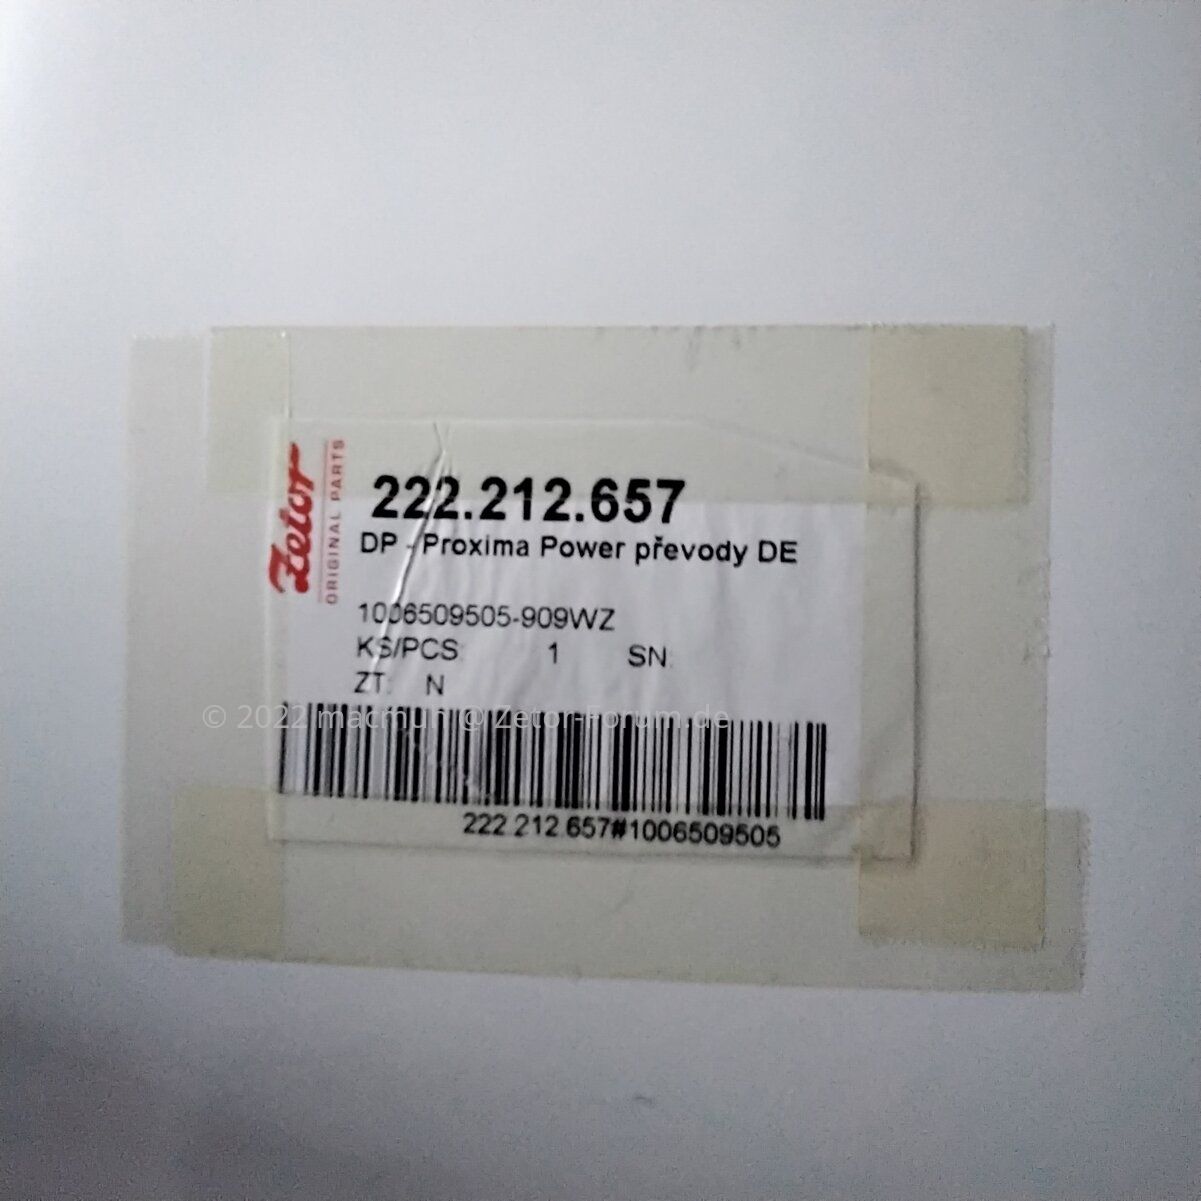 Zetor
ORIGINAL PARTS
222.212.657
DP - Proxima Power převody DE
1006509505-909WZ
KS/PCS: 1 SN:
ZT: N
© 2022 macmun @ Zetor-Forum.de
222.212.657#1006509505